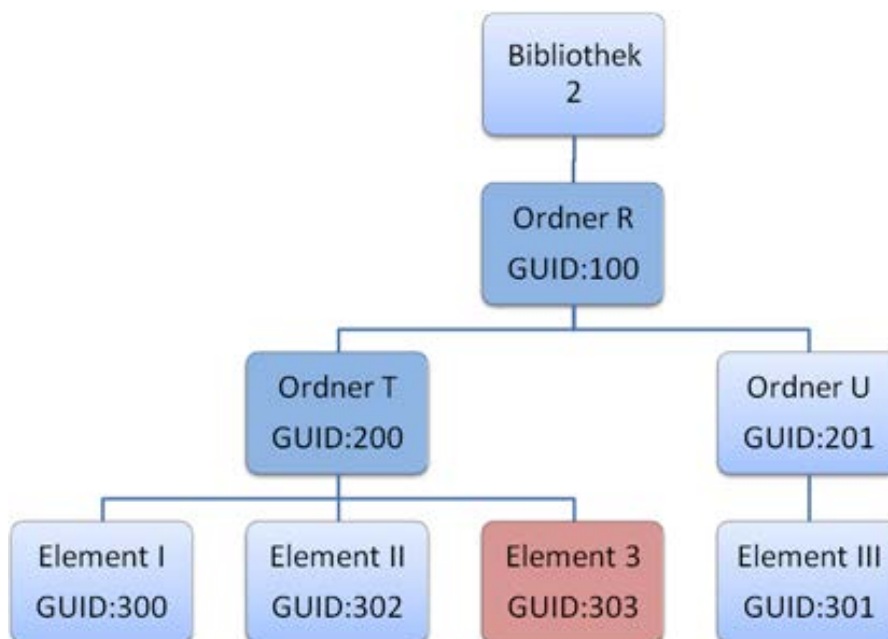 Bibliothek
2
Ordner R
GUID:100
Ordner T
GUID:200
Ordner U
GUID:201
Element I
GUID:300
Element II
GUID:302
Element 3
GUID:303
Element III
GUID:301